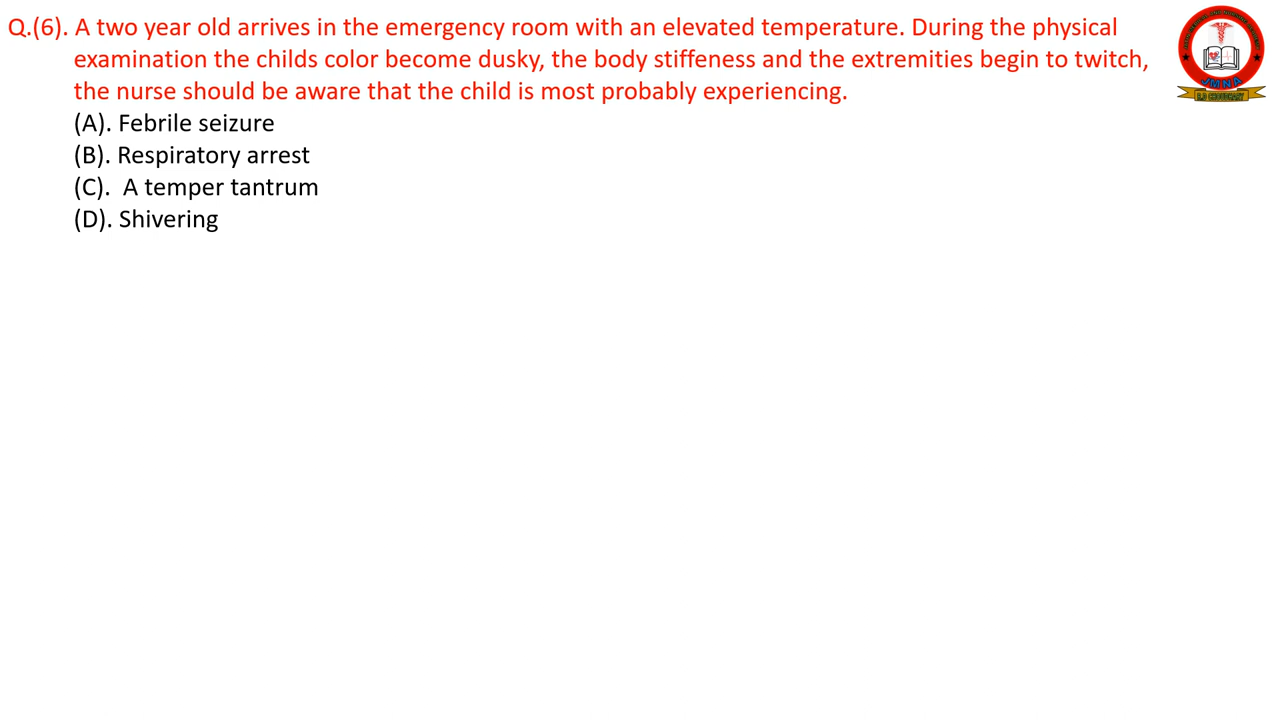 Q.(6). A two year old arrives in the emergency room with an elevated temperature. During the physical
examination the childs color become dusky, the body stiffeness and the extremities begin to twitch,
the nurse should be aware that the child is most probably experiencing.
(A). Febrile seizure
(B). Respiratory arrest
(C). A temper tantrum
(D). Shivering
JMNA